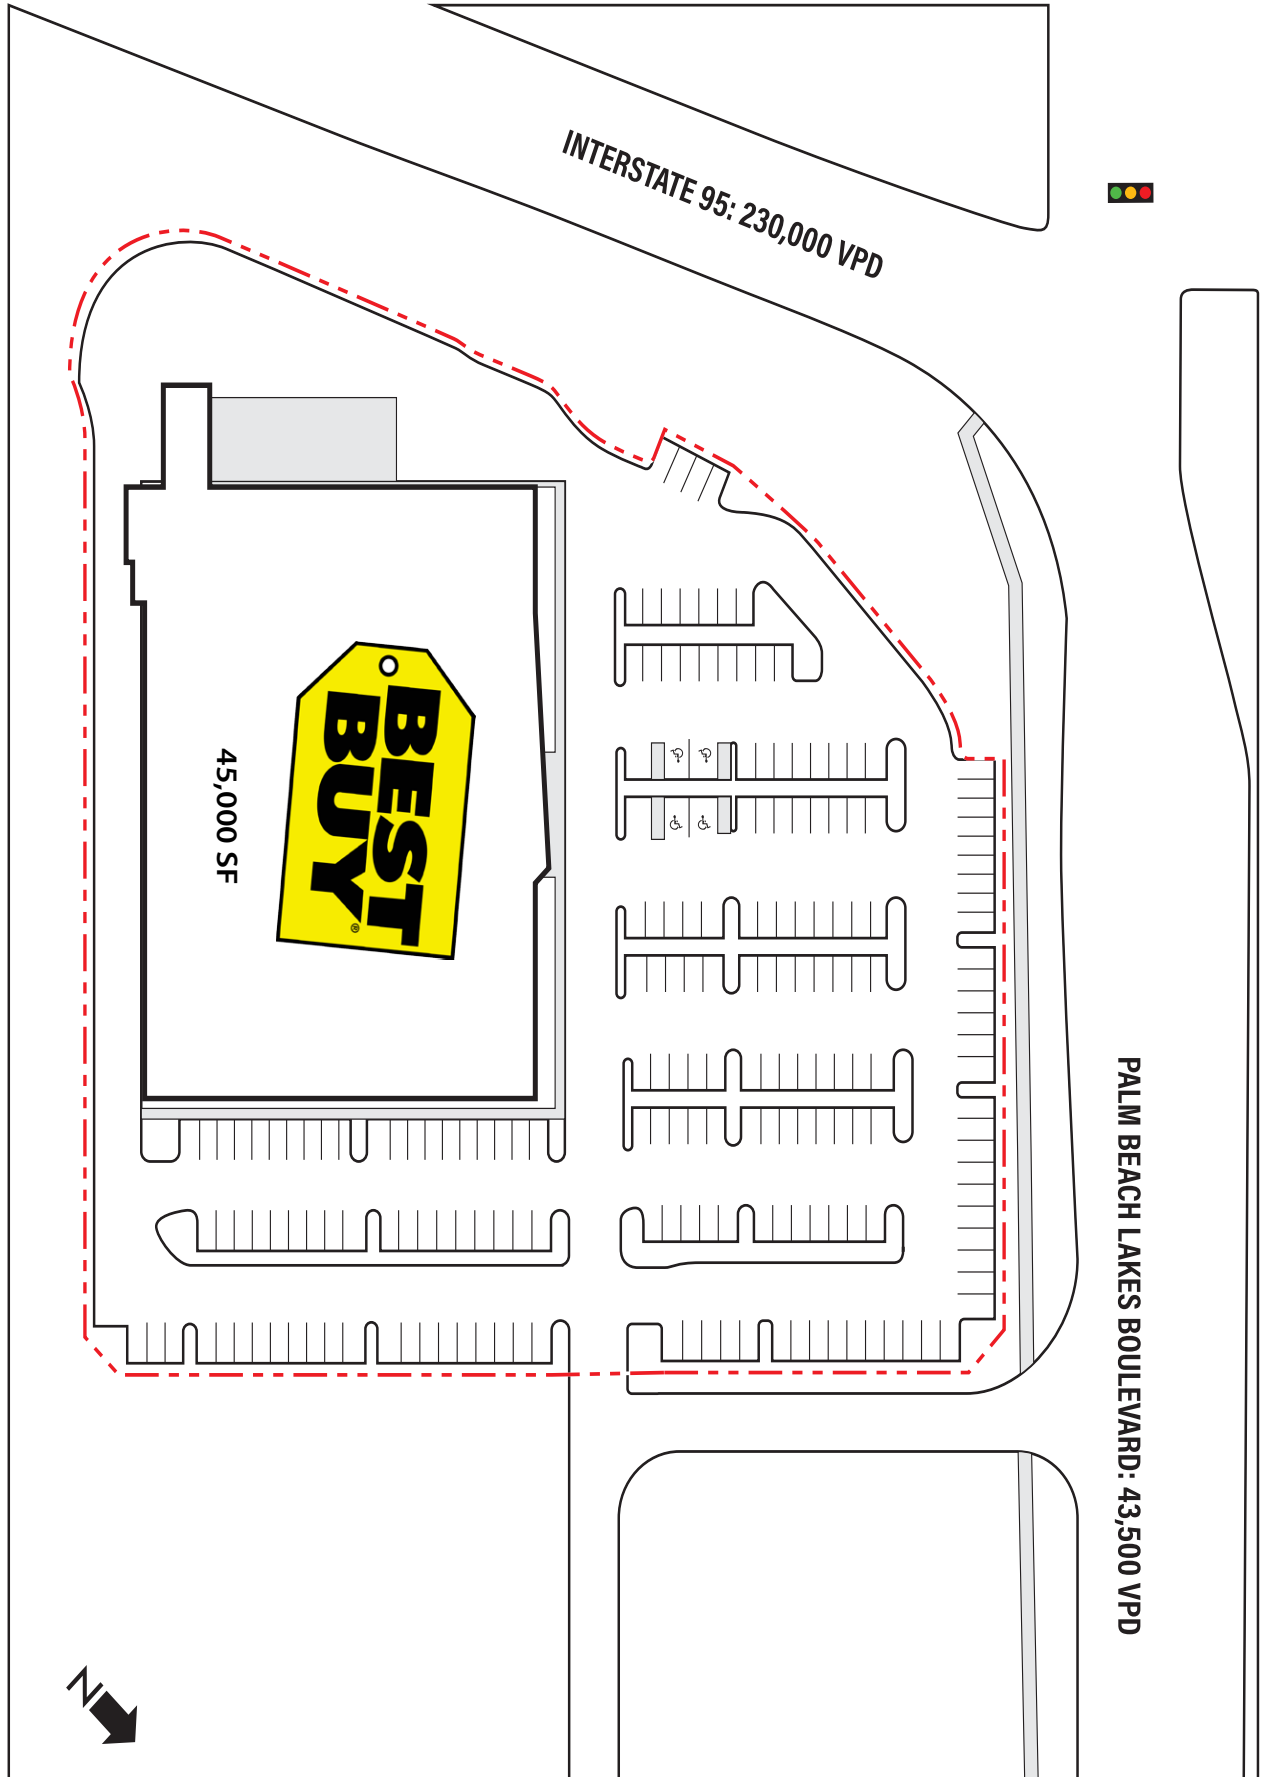 INTERSTATE 95: 230,000 VPD
BEST
BUY®
45,000 SF
PALM BEACH LAKES BOULEVARD: 43,500 VPD
N